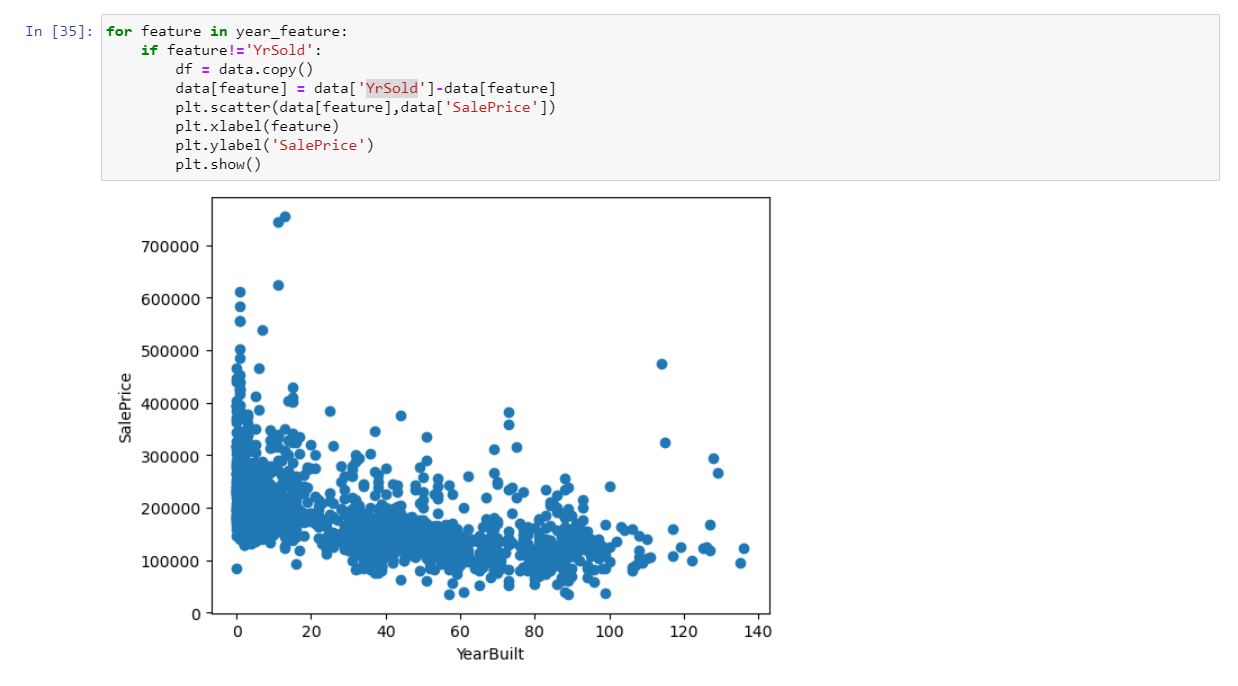 In [35]: for feature in year_feature:
    if feature!='YrSold':
        df = data.copy()
        data[feature] = data['YrSold']-data[feature]
        plt.scatter(data[feature],data['SalePrice'])
        plt.xlabel(feature)
        plt.ylabel('SalePrice')
        plt.show()
700000
600000
500000
400000
300000
200000
100000
0
SalePrice
0 20 40 60 80 100 120 140
YearBuilt